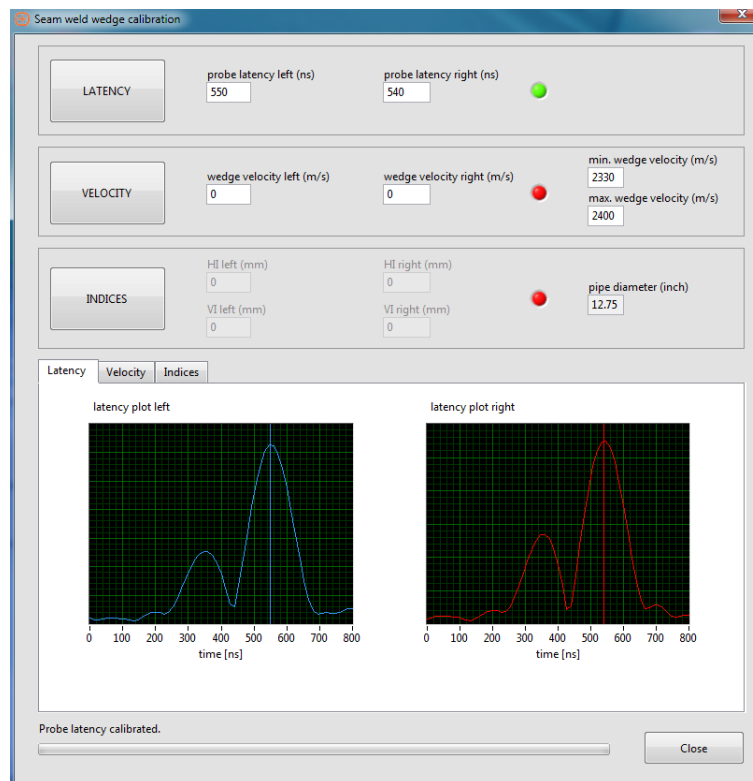 Seam weld wedge calibration
LATENCY
probe latency left (ns)
550
probe latency right (ns)
540
VELOCITY
wedge velocity left (m/s)
0
wedge velocity right (m/s)
0
min. wedge velocity (m/s)
2330
max. wedge velocity (m/s)
2400
INDICES
HI left (mm)
0
HI right (mm)
0
VI left (mm)
0
VI right (mm)
0
pipe diameter (inch)
12.75
Latency Velocity Indices
latency plot left
0 100 200 300 400 500 600 700 800
time [ns]
latency plot right
0 100 200 300 400 500 600 700 800
time [ns]
Probe latency calibrated.
Close